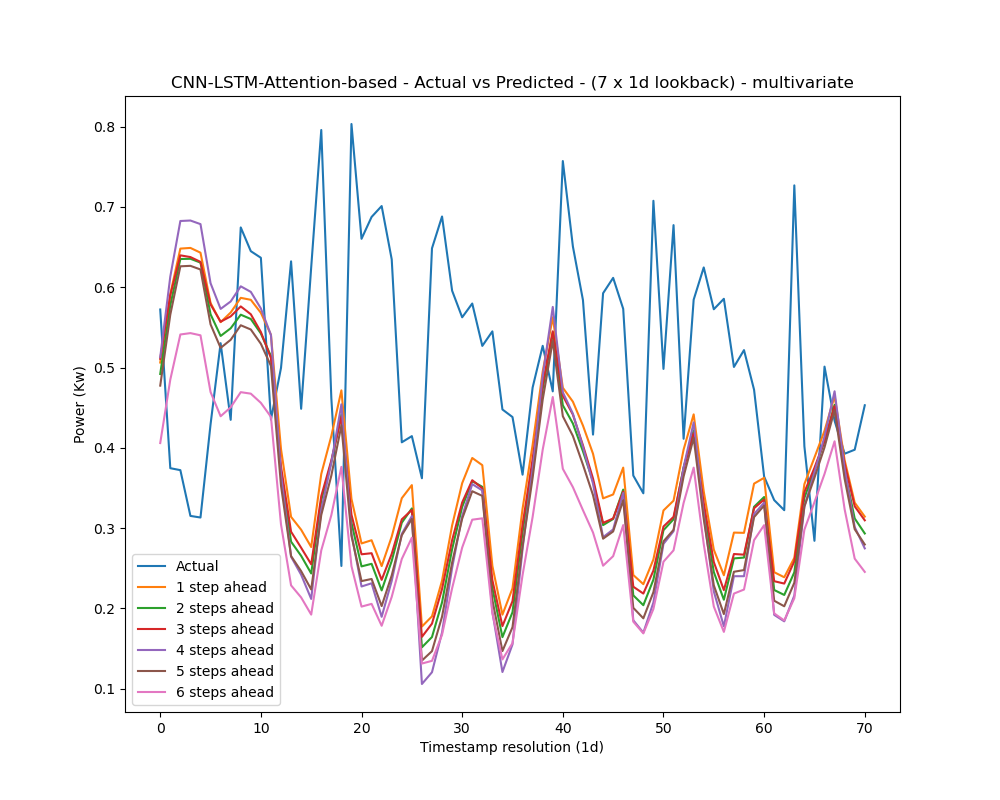 CNN-LSTM-Attention-based - Actual vs Predicted - (7 x 1d lookback) - multivariate
Power (Kw)
0.8
0.7
0.6
0.5
0.4
0.3
0.2
0.1
Actual
1 step ahead
2 steps ahead
3 steps ahead
4 steps ahead
5 steps ahead
6 steps ahead
0 10 20 30 40 50 60 70
Timestamp resolution (1d)